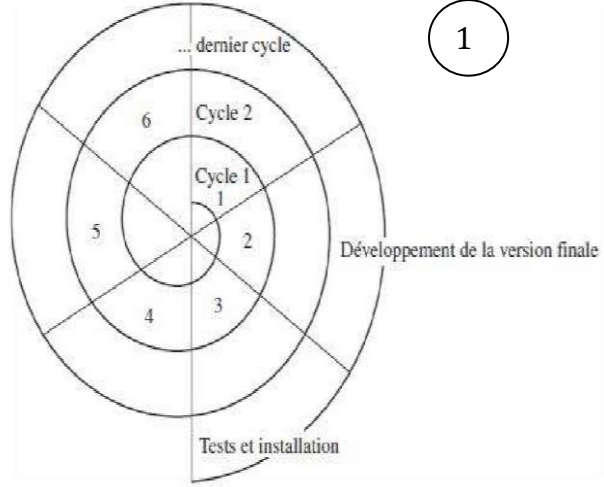 1
... dernier cycle
6
Cycle 2
Cycle 1
1
5
2
Développement de la version finale
4
3
Tests et installation